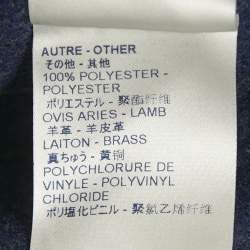 AUTRE - OTHER
その他 - 其他
100% POLYESTER -
POLYESTER
ポリエステル - 聚酯纤维
OVIS ARIES - LAMB
羊革 - 羊皮革
LAITON - BRASS
真ちゅう - 黄铜
POLYCHLORURE DE
VINYLE - POLYVINYL
CHLORIDE
ポリ塩化ビニル - 聚氯乙烯纤维